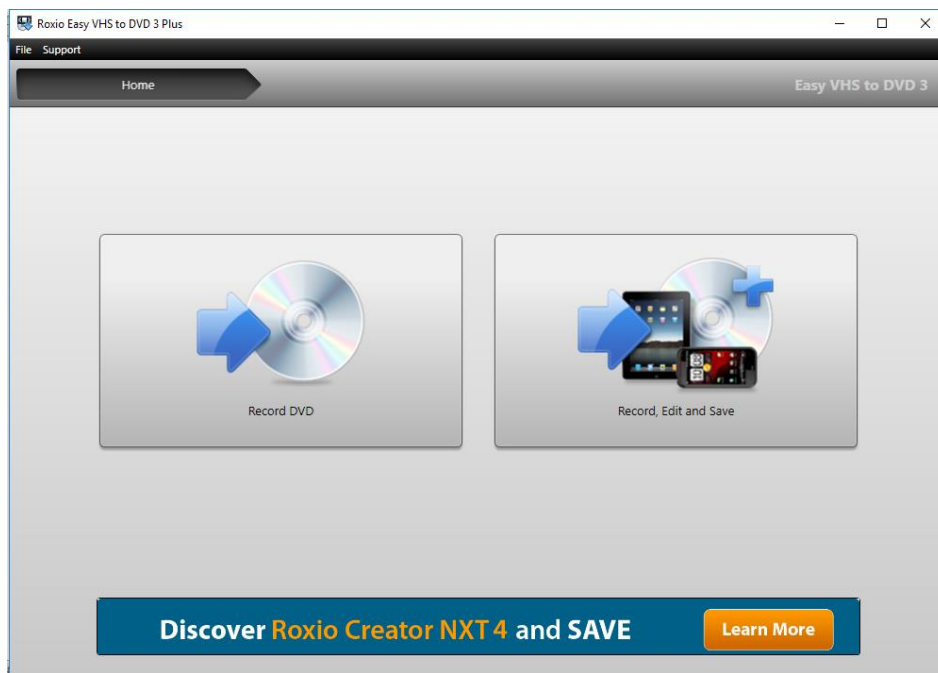 Roxio Easy VHS to DVD 3 Plus
File Support
Home
Easy VHS to DVD 3
Record DVD
Record, Edit and Save
Discover Roxio Creator NXT 4 and SAVE
Learn More